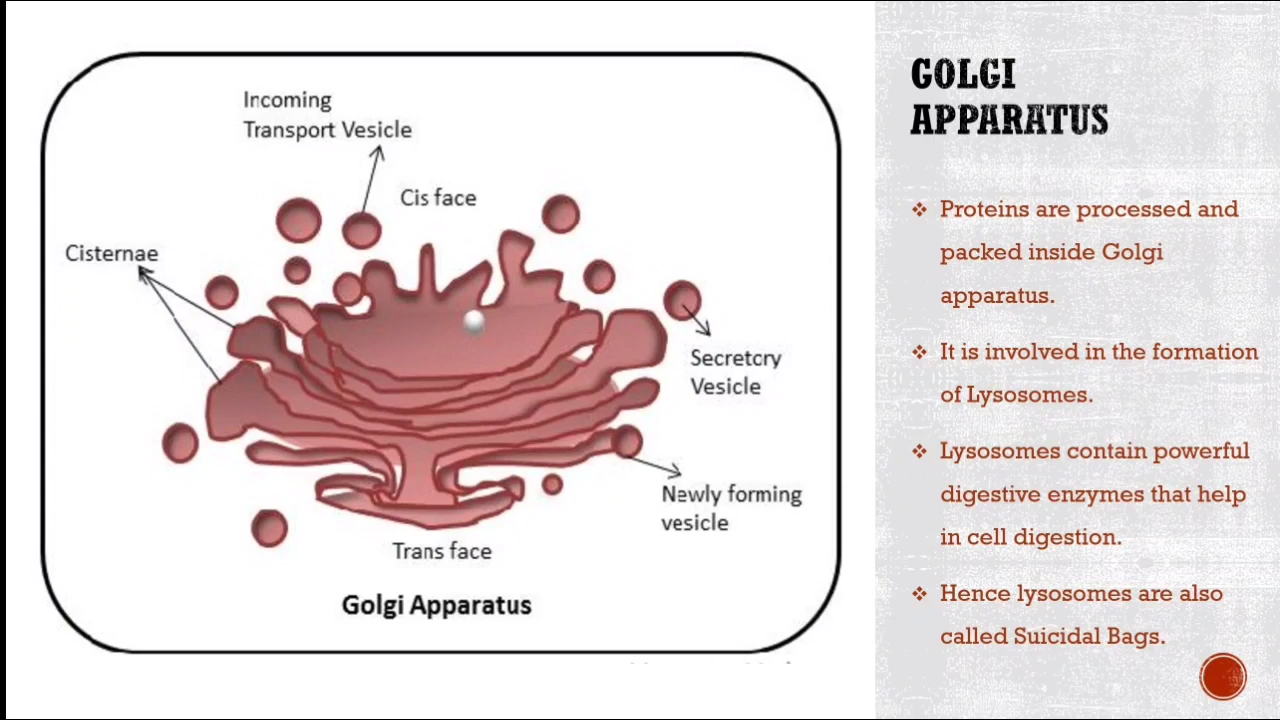 Incoming
Transport Vesicle
Cis face
Cisternae
Secretcry
Vesicle
Newly forming
vesicle
Trans face
Golgi Apparatus
GOLGI
APPARATUS
❖ Proteins are processed and
packed inside Golgi
apparatus.
❖ It is involved in the formation
of Lysosomes.
❖ Lysosomes contain powerful
digestive enzymes that help
in cell digestion.
❖ Hence lysosomes are also
called Suicidal Bags.